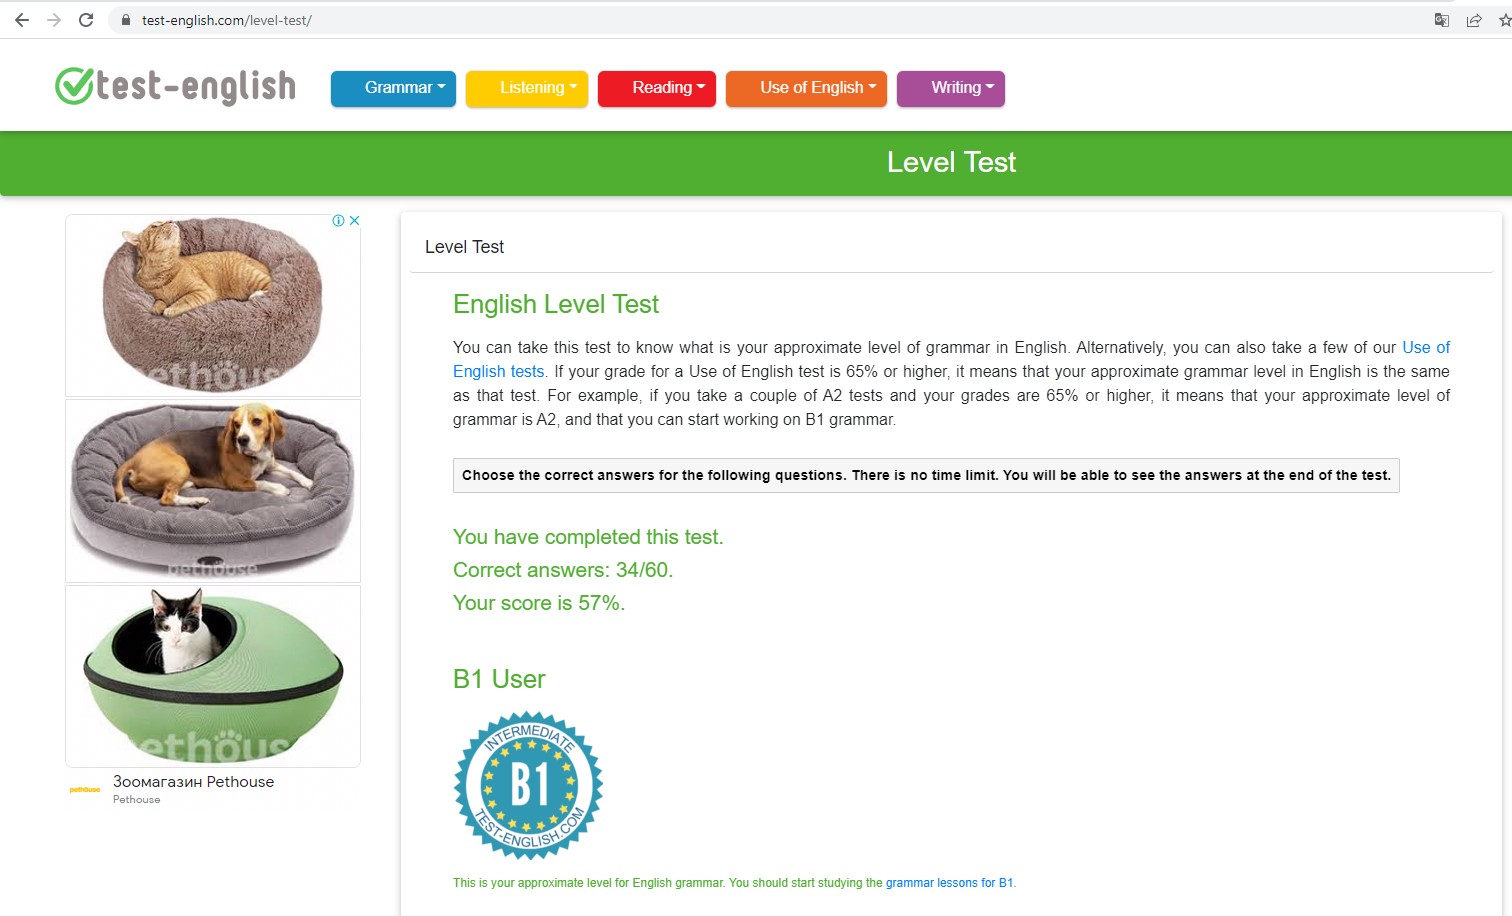 test-english.com/level-test/
test-english
Grammar
Listening
Reading
Use of English
Writing
Level Test
Level Test
English Level Test
You can take this test to know what is your approximate level of grammar in English. Alternatively, you can also take a few of our Use of
English tests. If your grade for a Use of English test is 65% or higher, it means that your approximate grammar level in English is the same
as that test. For example, if you take a couple of A2 tests and your grades are 65% or higher, it means that your approximate level of
grammar is A2, and that you can start working on B1 grammar.
Choose the correct answers for the following questions. There is no time limit. You will be able to see the answers at the end of the test.
You have completed this test.
Correct answers: 34/60.
Your score is 57%.
B1 User
INTERMEDIATE
B1
TEST-ENGLISH.COM
This is your approximate level for English grammar. You should start studying the grammar lessons for B1.
pethous
pethouse
ethous
pethouse
Зоомагазин Pethouse
Pethouse